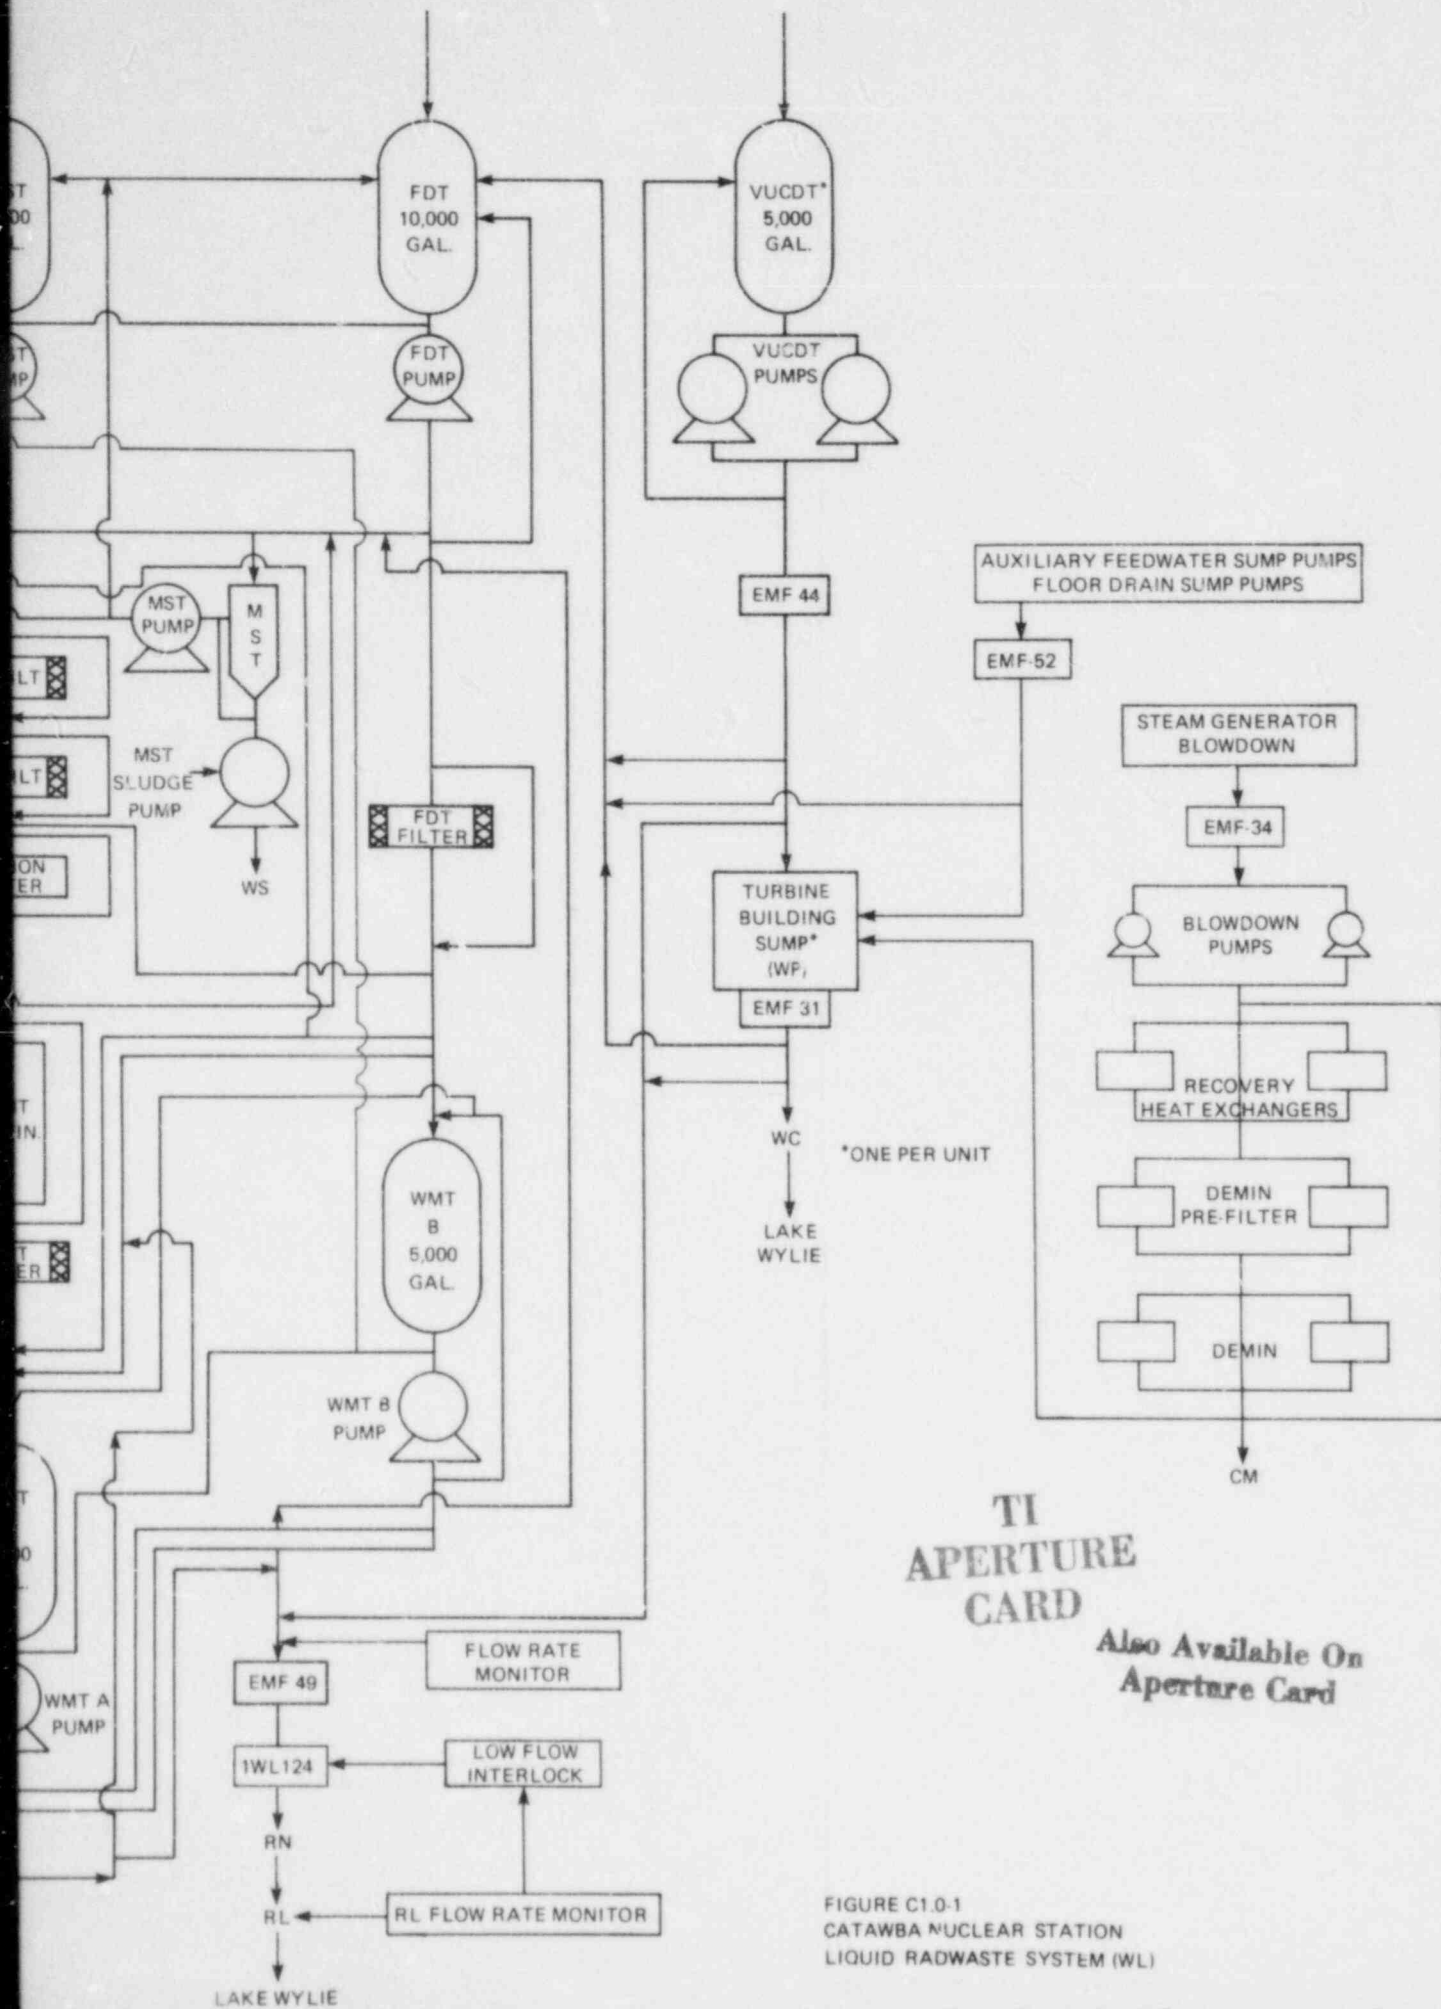 FDT
10,000
GAL.
VUCDT*
5,000
GAL.
FDT
PUMP
VUCDT
PUMPS
EMF 44
AUXILIARY FEEDWATER SUMP PUMPS
FLOOR DRAIN SUMP PUMPS
EMF-52
MST
PUMP
M
S
T
LT
LT
MST
SLUDGE
PUMP
WS
FDT
FILTER
STEAM GENERATOR
BLOWDOWN
EMF-34
TURBINE
BUILDING
SUMP*
(WP)
EMF 31
BLOWDOWN
PUMPS
RECOVERY
HEAT EXCHANGERS
WC
*ONE PER UNIT
LAKE
WYLIE
DEMIN
PRE-FILTER
WMT
B
5,000
GAL.
DEMIN
WMT B
PUMP
CM
TI
APERTURE
CARD
Also Available On
Aperture Card
FLOW RATE
MONITOR
EMF 49
WMT A
PUMP
1WL124
LOW FLOW
INTERLOCK
RN
RL
RL FLOW RATE MONITOR
LAKE WYLIE
FIGURE C1.0-1
CATAWBA NUCLEAR STATION
LIQUID RADWASTE SYSTEM (WL)